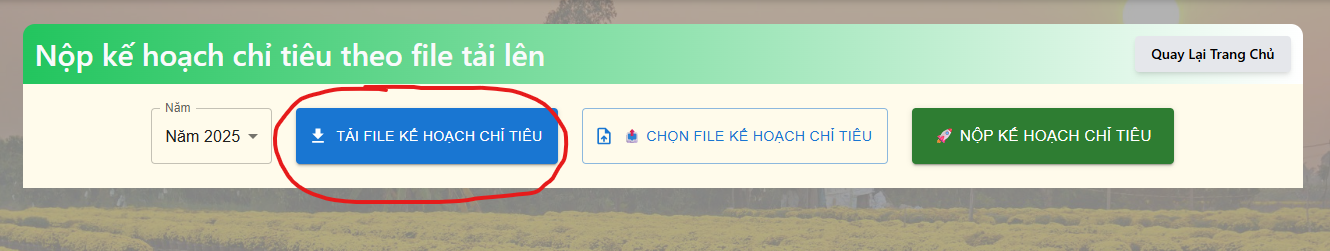 Nộp kế hoạch chỉ tiêu theo file tải lên
Quay Lại Trang Chủ
Năm
Năm 2025
TẢI FILE KẾ HOẠCH CHỈ TIÊU
CHỌN FILE KẾ HOẠCH CHỈ TIÊU
NỘP KẾ HOẠCH CHỈ TIÊU